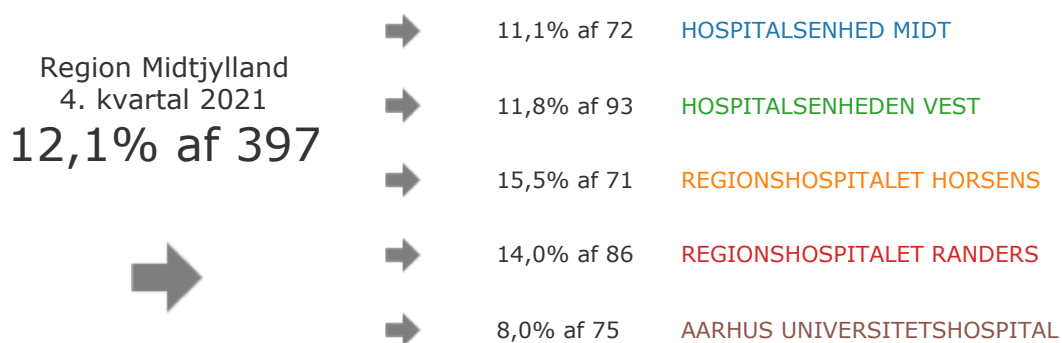 Region Midtjylland
4. kvartal 2021
12,1% af 397
11,1% af 72 HOSPITALSENHED MIDT
11,8% af 93 HOSPITALSENHEDEN VEST
15,5% af 71 REGIONSHOSPITALET HORSENS
14,0% af 86 REGIONSHOSPITALET RANDERS
8,0% af 75 AARHUS UNIVERSITETSHOSPITAL